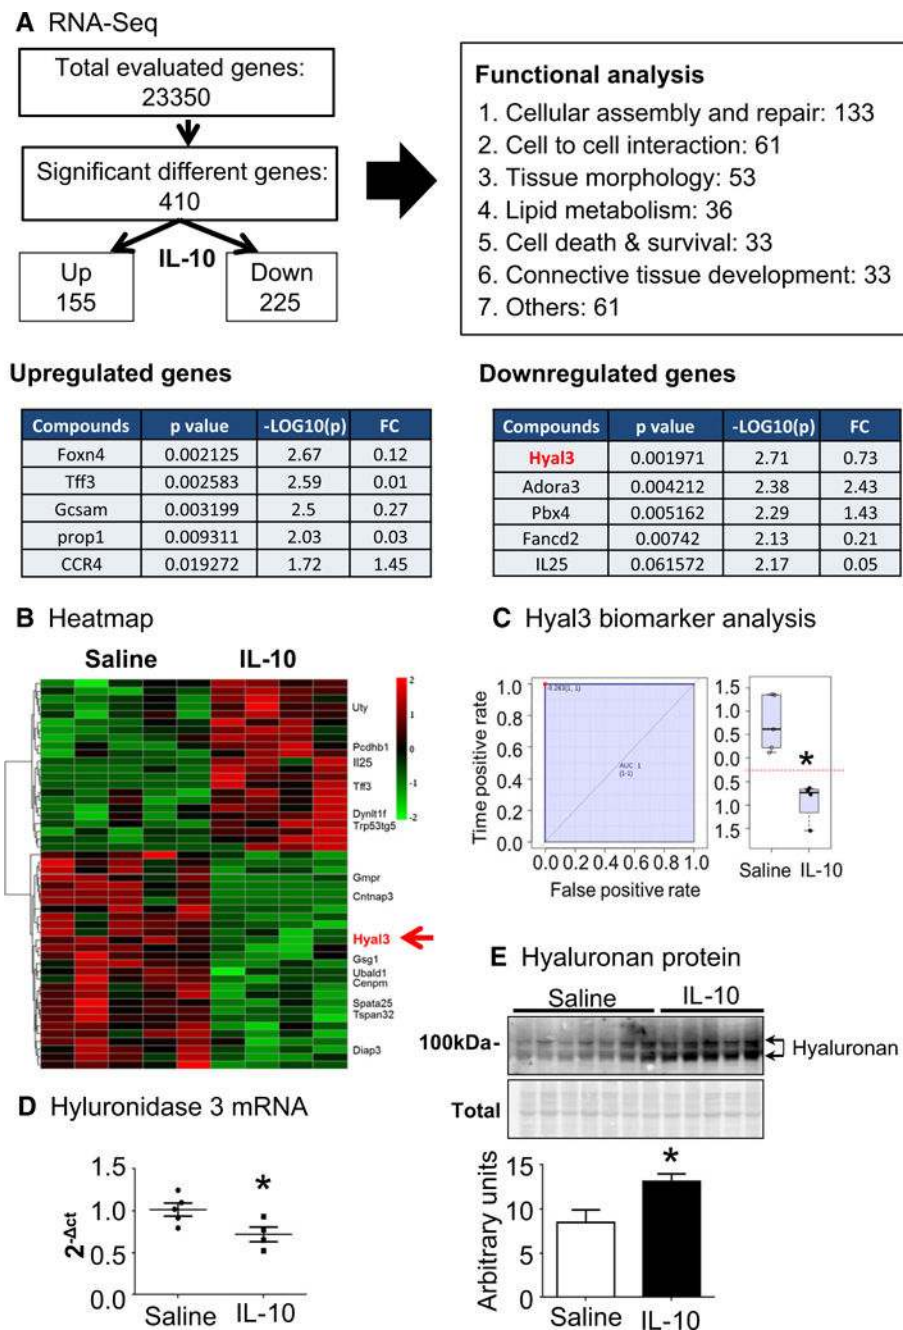 A RNA-Seq
Total evaluated genes:
23350
Significant different genes:
410
IL-10
Up
155
Down
225
Functional analysis
1. Cellular assembly and repair: 133
2. Cell to cell interaction: 61
3. Tissue morphology: 53
4. Lipid metabolism: 36
5. Cell death & survival: 33
6. Connective tissue development: 33
7. Others: 61
Upregulated genes
Compounds p value -LOG10(p) FC
Foxn4 0.002125 2.67 0.12
Tff3 0.002583 2.59 0.01
Gcsam 0.003199 2.5 0.27
prop1 0.009311 2.03 0.03
CCR4 0.019272 1.72 1.45
Downregulated genes
Compounds p value -LOG10(p) FC
Hyal3 0.001971 2.71 0.73
Adora3 0.004212 2.38 2.43
Pbx4 0.005162 2.29 1.43
Fancd2 0.00742 2.13 0.21
IL25 0.061572 2.17 0.05
B Heatmap
Saline IL-10
2
1
0
-1
-2
Uty
Pcdhb1
Il25
Tff3
Dynlt1f
Trp53tg5
Gmpr
Cntnap3
Hyal3
Gsg1
Ubald1
Cenpm
Spata25
Tspan32
Diap3
C Hyal3 biomarker analysis
Time positive rate
1.0
0.8
0.6
0.4
0.2
0.0
AUC: 1
(1-1)
0.0 0.2 0.4 0.6 0.8 1.0
False positive rate
1.5
1.0
0.5
0.0
0.5
1.0
1.5
*
Saline IL-10
D Hyluronidase 3 mRNA
2-Δct
1.5
1.0
0.5
0.0
*
Saline IL-10
E Hyaluronan protein
Saline IL-10
100kDa-
Hyaluronan
Total
Arbitrary units
15
10
5
0
*
Saline IL-10